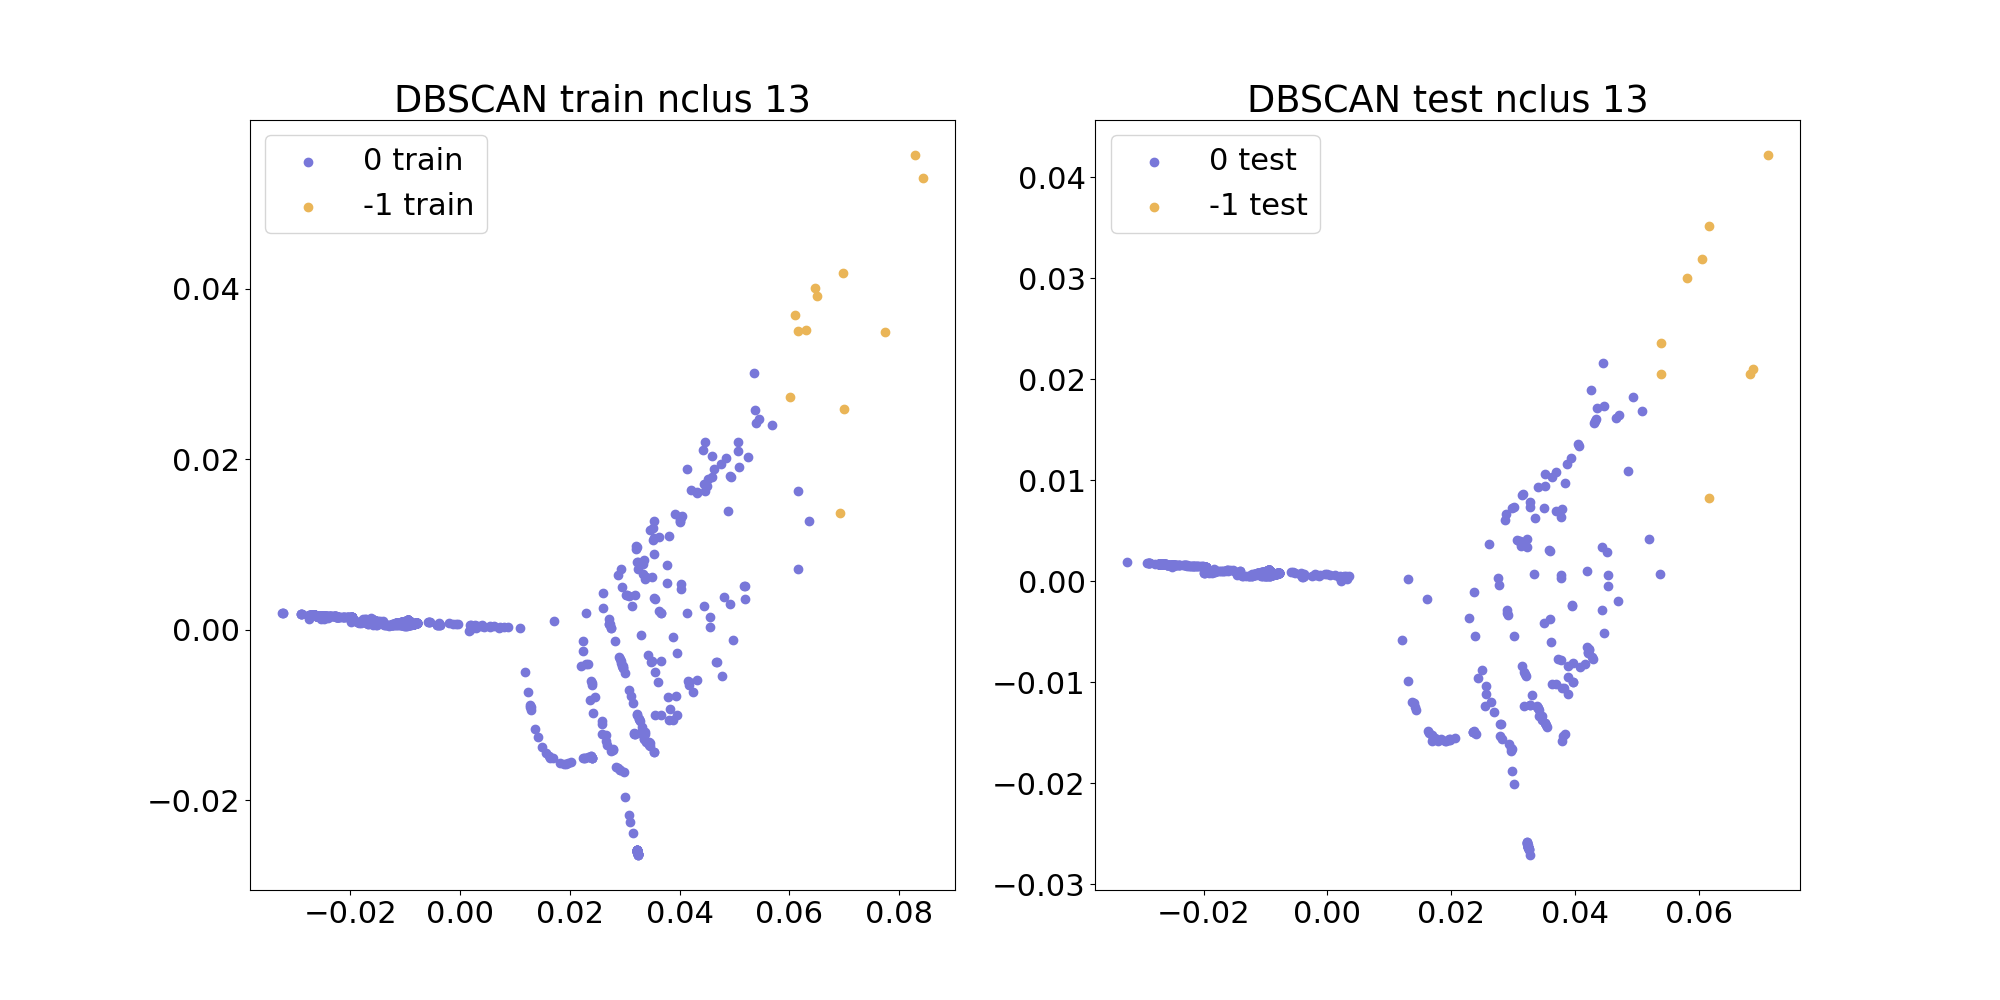 DBSCAN train nclus 13
0 train
-1 train
0.04
0.02
0.00
−0.02
−0.02 0.00 0.02 0.04 0.06 0.08
DBSCAN test nclus 13
0 test
-1 test
0.04
0.03
0.02
0.01
0.00
−0.01
−0.02
−0.03
−0.02 0.00 0.02 0.04 0.06